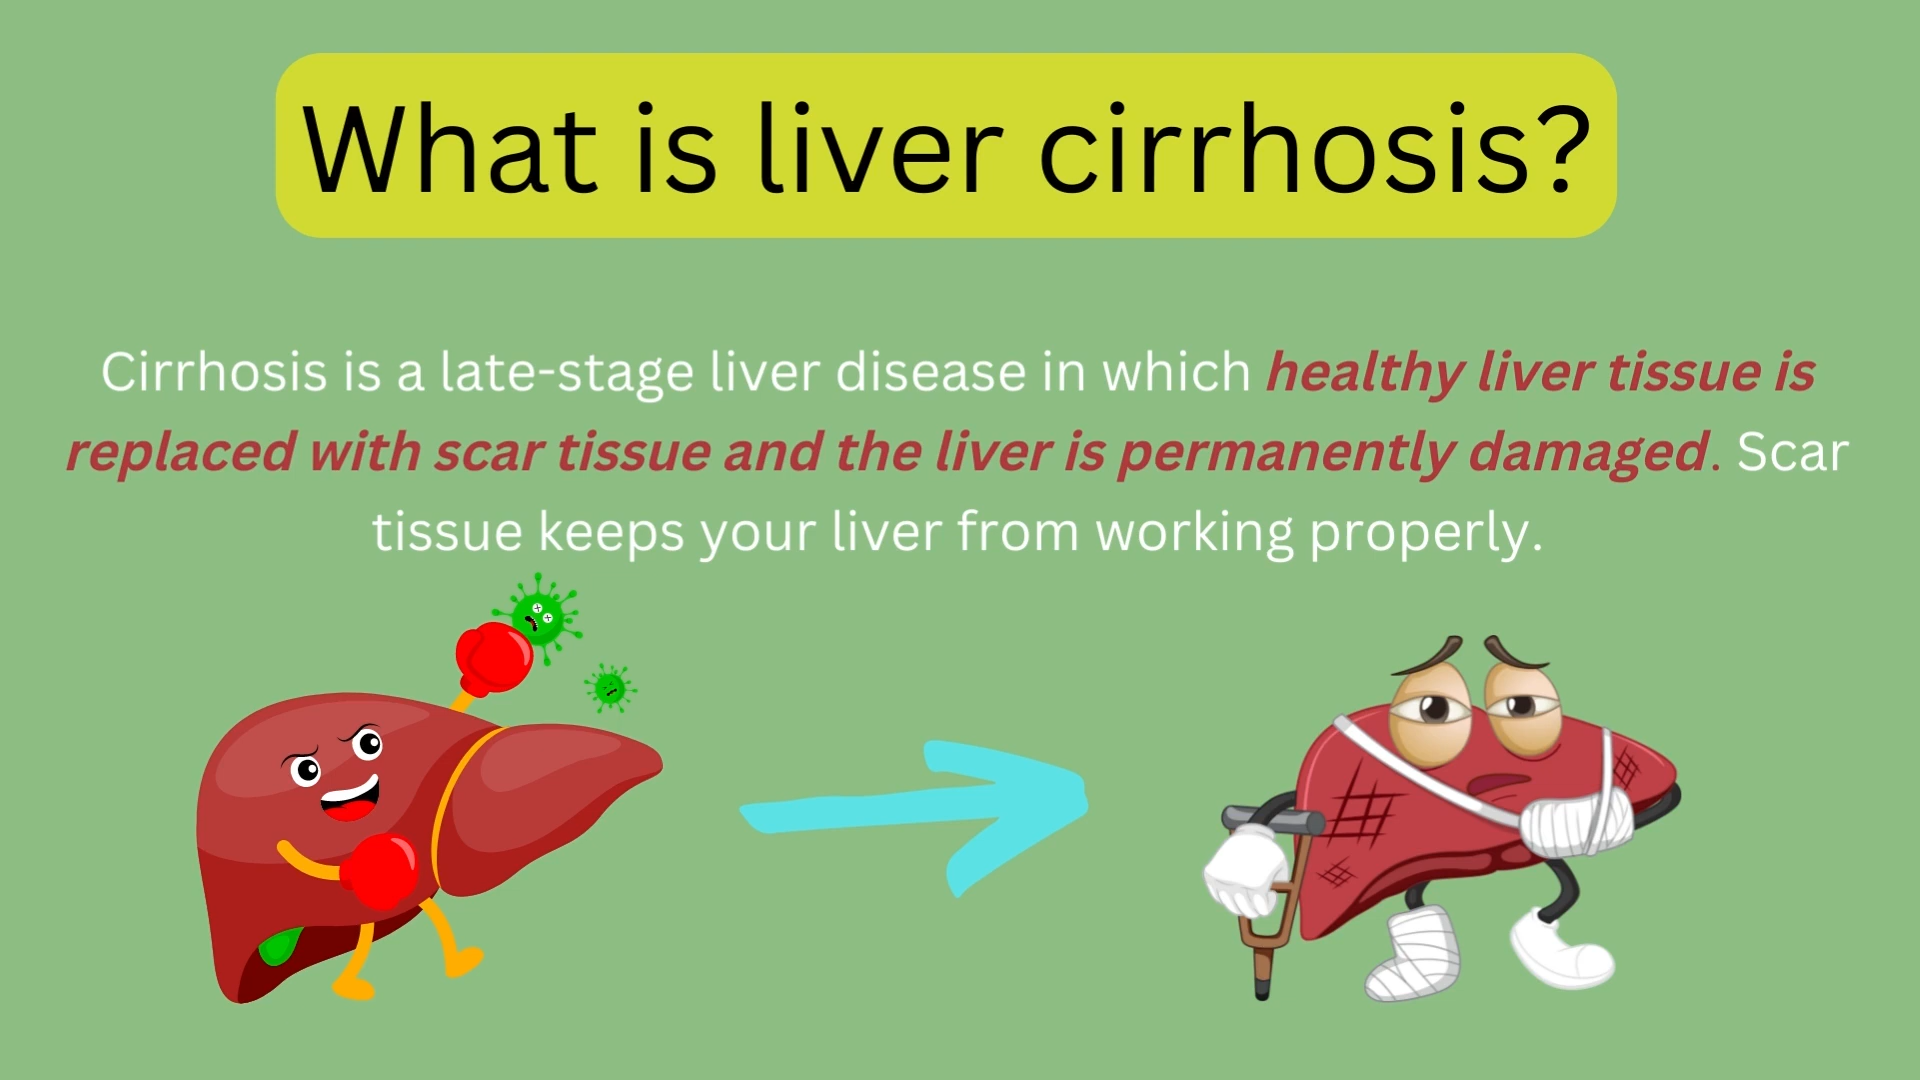 What is liver cirrhosis?
Cirrhosis is a late-stage liver disease in which healthy liver tissue is
replaced with scar tissue and the liver is permanently damaged. Scar
tissue keeps your liver from working properly.